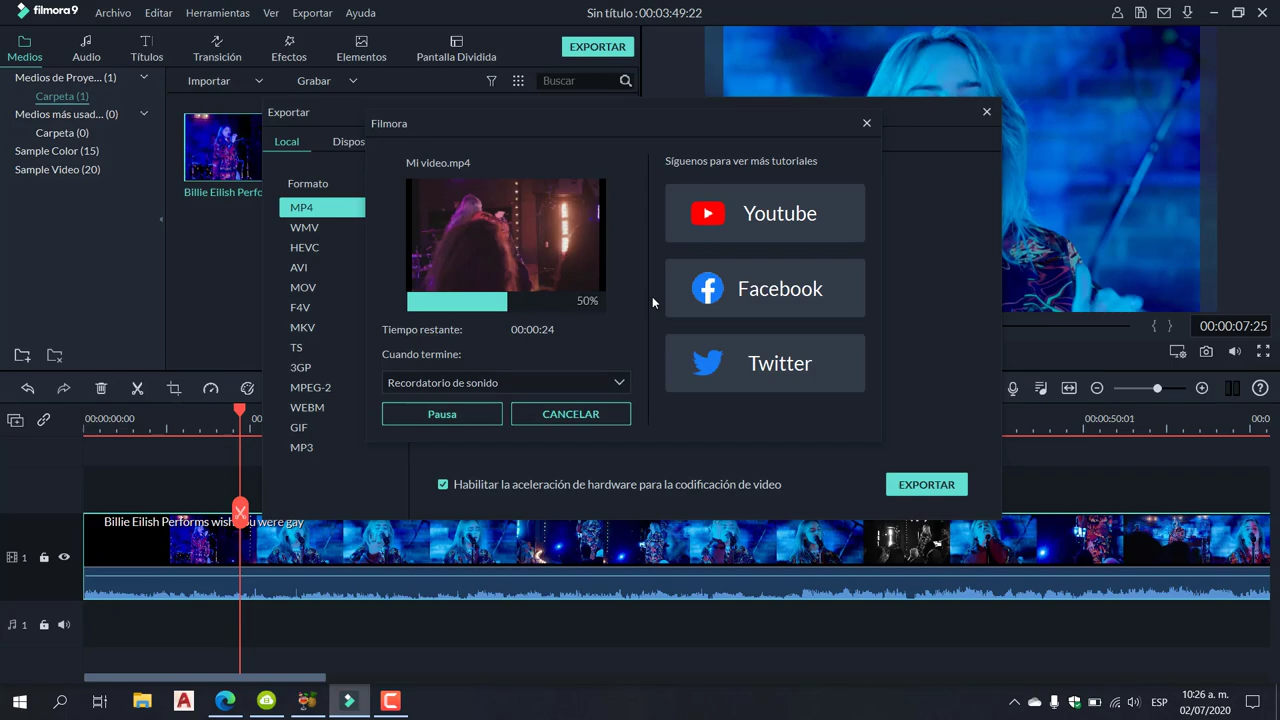 filmora9
Archivo Editar Herramientas Ver Exportar Ayuda
Sin título : 00:03:49:22
Medios Audio Títulos Transición Efectos Elementos Pantalla Dividida
EXPORTAR
Medios de Proye... (1)
Carpeta (1)
Medios más usad... (0)
Carpeta (0)
Sample Color (15)
Sample Video (20)
Importar Grabar Buscar
Billie Eilish Perfo
Exportar
Local Dispos
Formato
MP4
WMV
HEVC
AVI
MOV
F4V
MKV
TS
3GP
MPEG-2
WEBM
GIF
MP3
Filmora
Mi video.mp4
50%
Tiempo restante: 00:00:24
Cuando termine:
Recordatorio de sonido
Pausa CANCELAR
Síguenos para ver más tutoriales
Youtube
Facebook
Twitter
Habilitar la aceleración de hardware para la codificación de video
EXPORTAR
00:00:07:25
00:00:00:00 00:00:50:01
Billie Eilish Performs wish you were gay
1
1
ESP
10:26 a. m.
02/07/2020